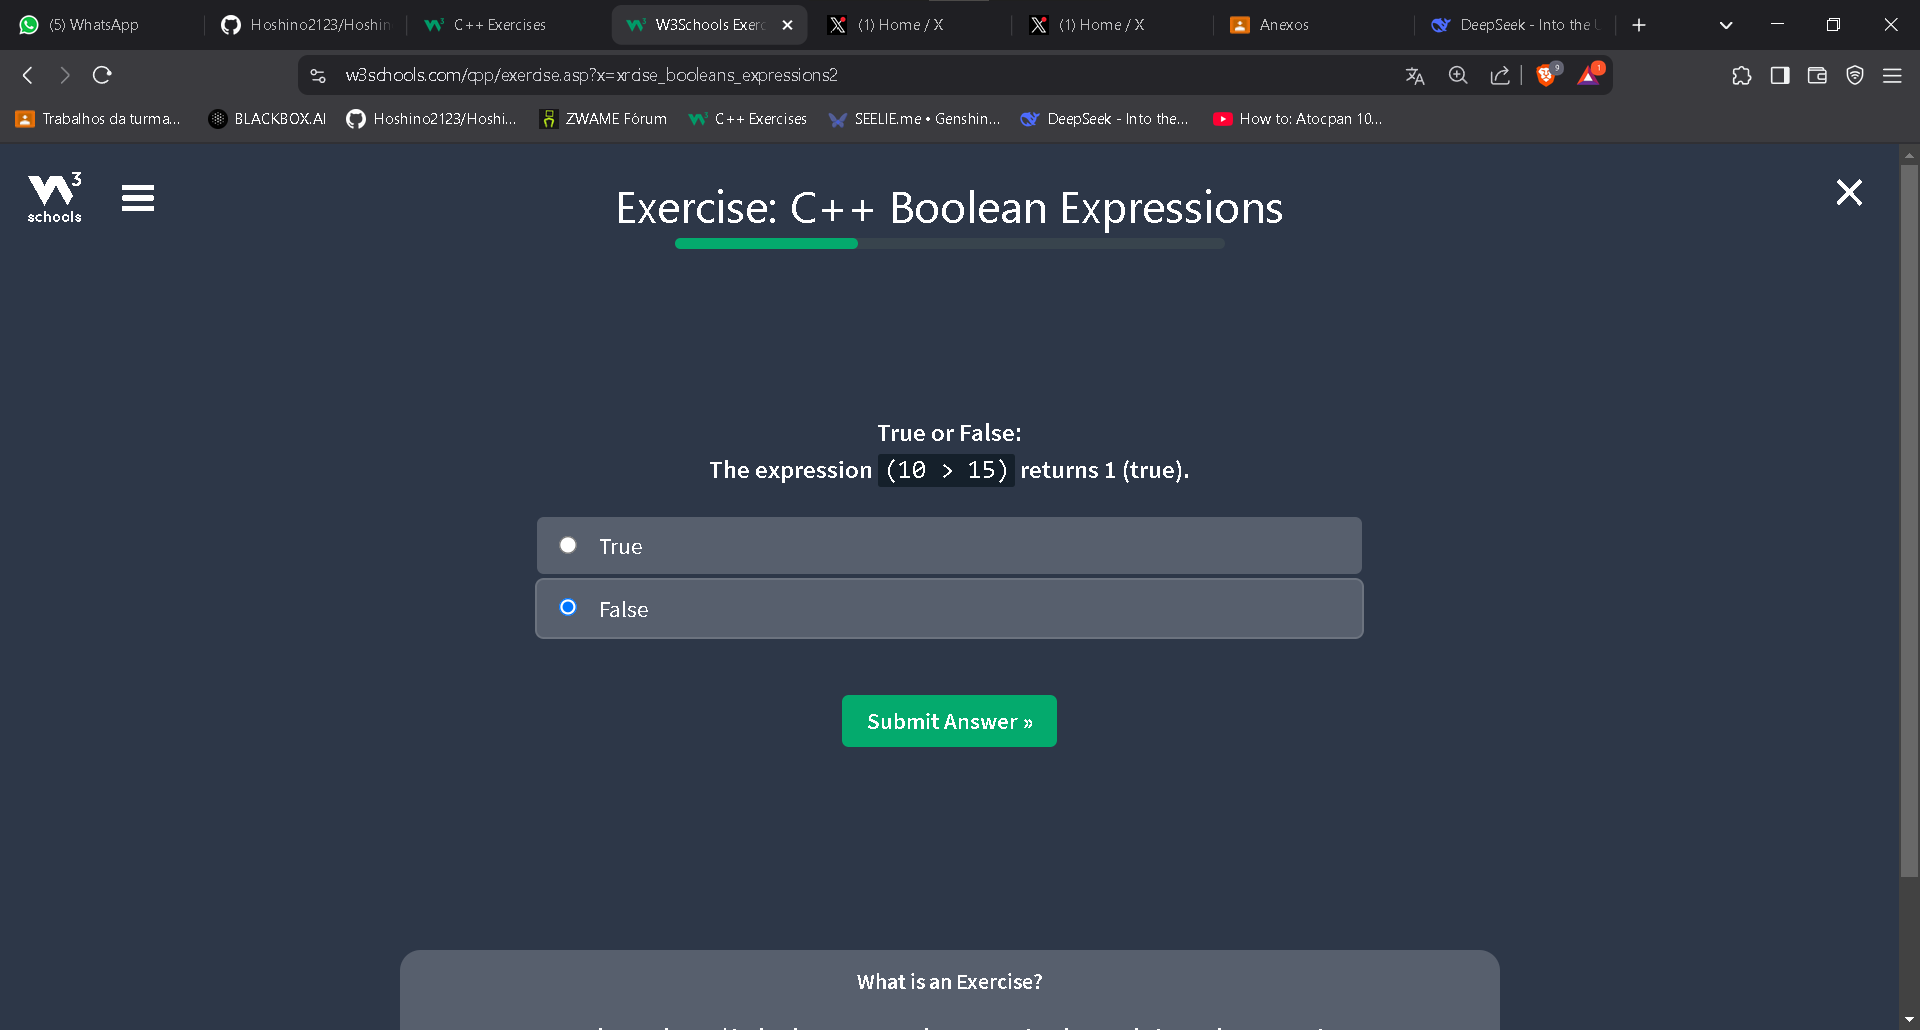 (5) WhatsApp
Hoshino2123/Hoshin
C++ Exercises
W3Schools Exerc
(1) Home / X
(1) Home / X
Anexos
DeepSeek - Into the U
w3schools.com/cpp/exercise.asp?x=xrcise_booleans_expressions2
9
1
Trabalhos da turma...
BLACKBOX.AI
Hoshino2123/Hoshi...
ZWAME Fórum
C++ Exercises
SEELIE.me • Genshin...
DeepSeek - Into the...
How to: Atocpan 10...
W3
schools
Exercise: C++ Boolean Expressions
True or False:
The expression (10 > 15) returns 1 (true).
True
False
Submit Answer »
What is an Exercise?